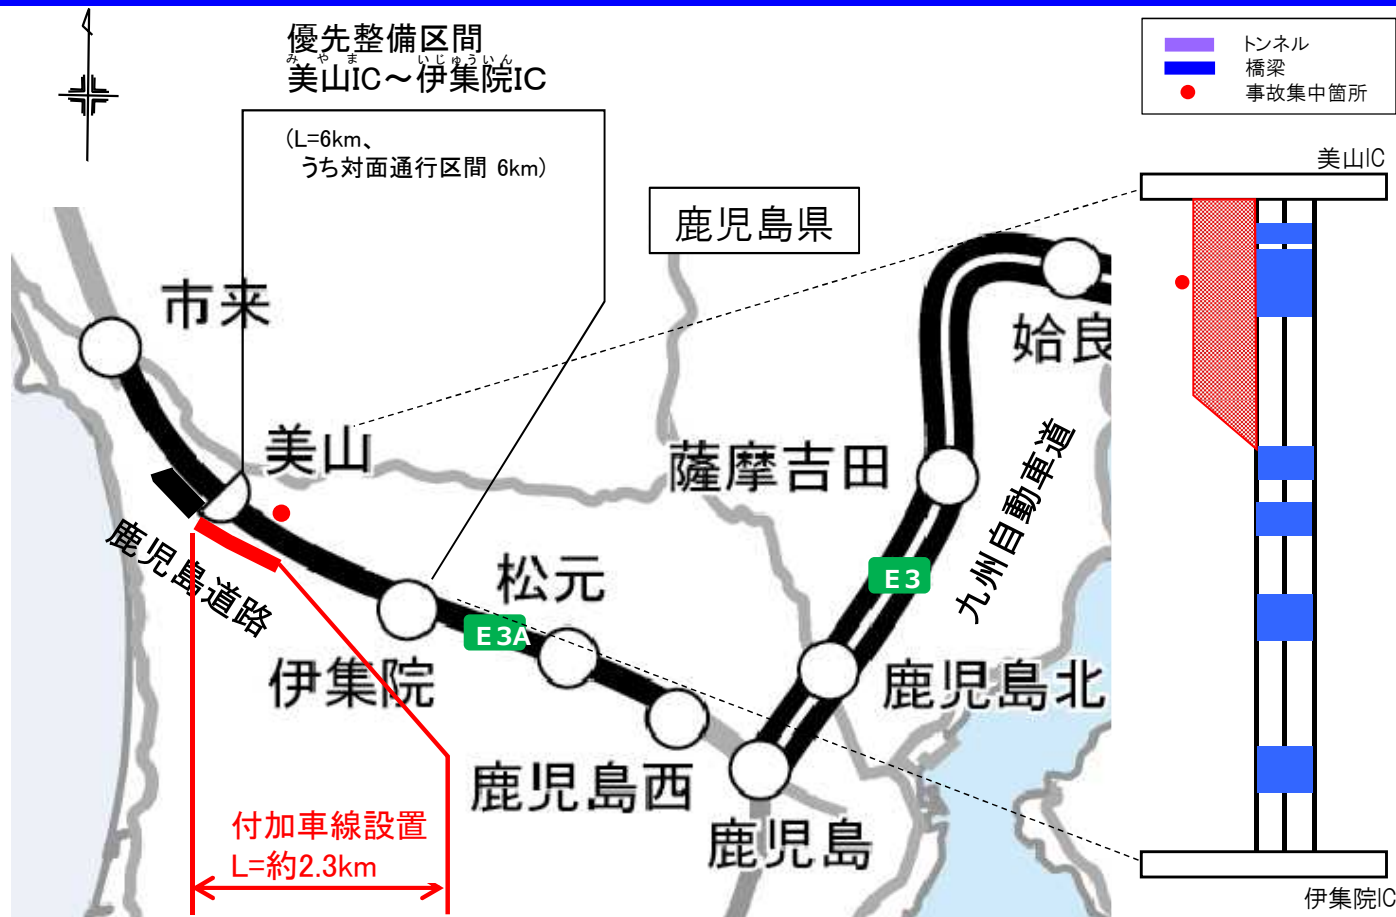 優先整備区間
みやま いじゅういん
美山IC～伊集院IC
(L=6km、
うち対面通行区間 6km)
トンネル
橋梁
事故集中箇所
美山IC
鹿児島県
市来
姶良
美山
薩摩吉田
九州自動車道
鹿児島道路
松元
E3
E3A
伊集院
鹿児島北
鹿児島西
鹿児島
付加車線設置
L=約2.3km
伊集院IC